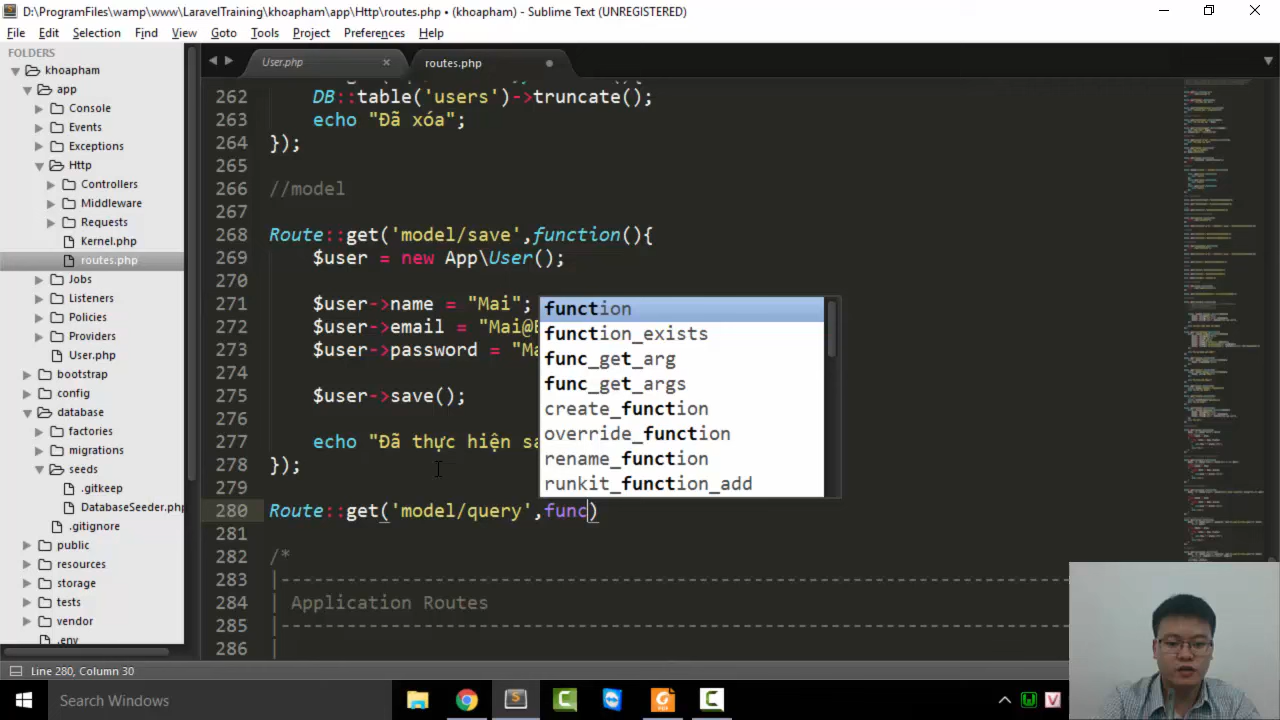 D:\ProgramFiles\wamp\www\LaravelTraining\khoapham\app\Http\routes.php • (khoapham) - Sublime Text (UNREGISTERED)
File Edit Selection Find View Goto Tools Project Preferences Help
FOLDERS
khoapham
app
Console
Events
Exceptions
Http
Controllers
Middleware
Requests
Kernel.php
routes.php
Jobs
Listeners
Policies
Providers
User.php
bootstrap
config
database
factories
migrations
seeds
.gitkeep
DatabaseSeeder.php
.gitignore
public
resources
storage
tests
vendor
.env
User.php
routes.php
262 DB::table('users')->truncate();
263 echo "Đã xóa";
264 });
265
266 //model
267
268 Route::get('model/save',function(){
269 $user = new App\User();
270
271 $user->name = "Mai";
272 $user->email = "Mai@
273 $user->password = "Ma
274
275 $user->save();
276
277 echo "Đã thực hiện sa
278 });
279
280 Route::get('model/query',func)
281
282 /*
283 |--------------------------------------------------------------------------
284 | Application Routes
285 |--------------------------------------------------------------------------
286 |
function
function_exists
func_get_arg
func_get_args
create_function
override_function
rename_function
runkit_function_add
Line 280, Column 30
Search Windows